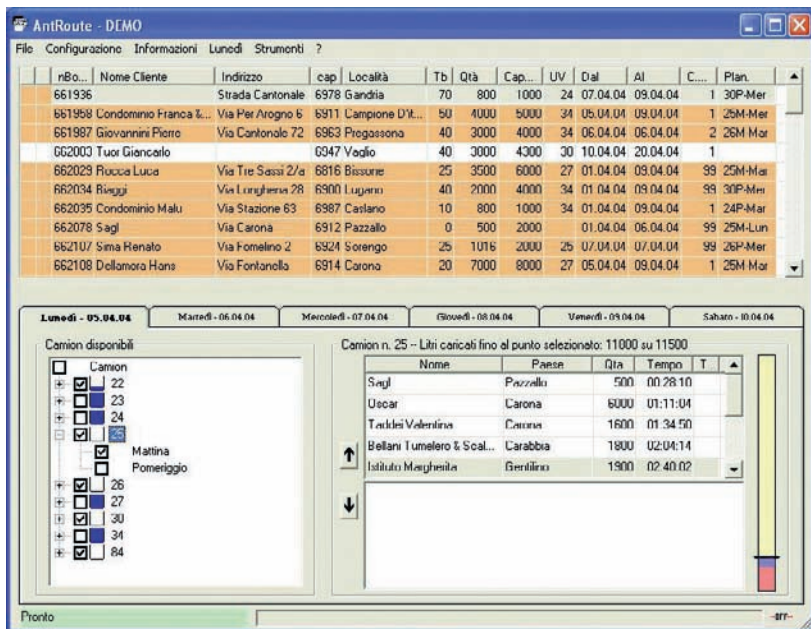 AntRoute - DEMO
File Configurazione Informazioni Lunedì Strumenti ?
nBo... Nome Cliente Indirizzo cap Località Tb Qtà Cap... UV Dal Al C.... Plan.
661936 Strada Cantonale 6978 Gandria 70 800 1000 24 07.04.04 09.04.04 1 30P-Mer
661958 Condominio Franca &... Via Per Arogno 6 6911 Campione D'it... 50 4000 5000 34 05.04.04 09.04.04 1 25M-Mer
661987 Giovannini Pierre Via Cantonale 72 6963 Pregassona 40 3000 4000 34 06.04.04 06.04.04 2 26M-Mar
662003 Tuor Giancarlo 6947 Vaglio 40 3000 4300 30 10.04.04 20.04.04 1
662029 Rocca Luca Via Tre Sassi 2/a 6816 Bissone 25 3500 6000 27 01.04.04 09.04.04 99 25M-Mar
662034 Biaggi Via Longhena 28 6900 Lugano 40 2000 4000 34 01.04.04 09.04.04 99 30P-Mer
662035 Condominio Malu Via Stazione 63 6987 Caslano 10 800 1000 34 01.04.04 09.04.04 1 24P-Mar
662078 Sagl Via Carona 6912 Pazzallo 0 500 2000 01.04.04 06.04.04 99 25M-Lun
662107 Sima Renato Via Fomelino 2 6924 Sorengo 25 1016 2000 25 07.04.04 07.04.04 99 26P-Mer
662108 Dellamora Hans Via Fontanella 6914 Carona 20 7000 8000 27 05.04.04 09.04.04 1 25M-Mar
Lunedì - 05.04.04 Martedì - 06.04.04 Mercoledì - 07.04.04 Giovedì - 08.04.04 Venerdì - 09.04.04 Sabato - 10.04.04
Camion disponibili
Camion
22
23
24
25
Mattina
Pomeriggio
26
27
30
34
84
Camion n. 25 -- Litri caricati fino al punto selezionato: 11000 su 11500
Nome Paese Qta Tempo T...
Sagl Pazzallo 500 00:28:10
Oscar Carona 6000 01:11:04
Taddei Valentina Carona 1600 01:34:50
Bellani Tumelero & Scal... Carabbia 1800 02:04:14
Istituto Margherita Gentilino 1900 02:40:02
Pronto